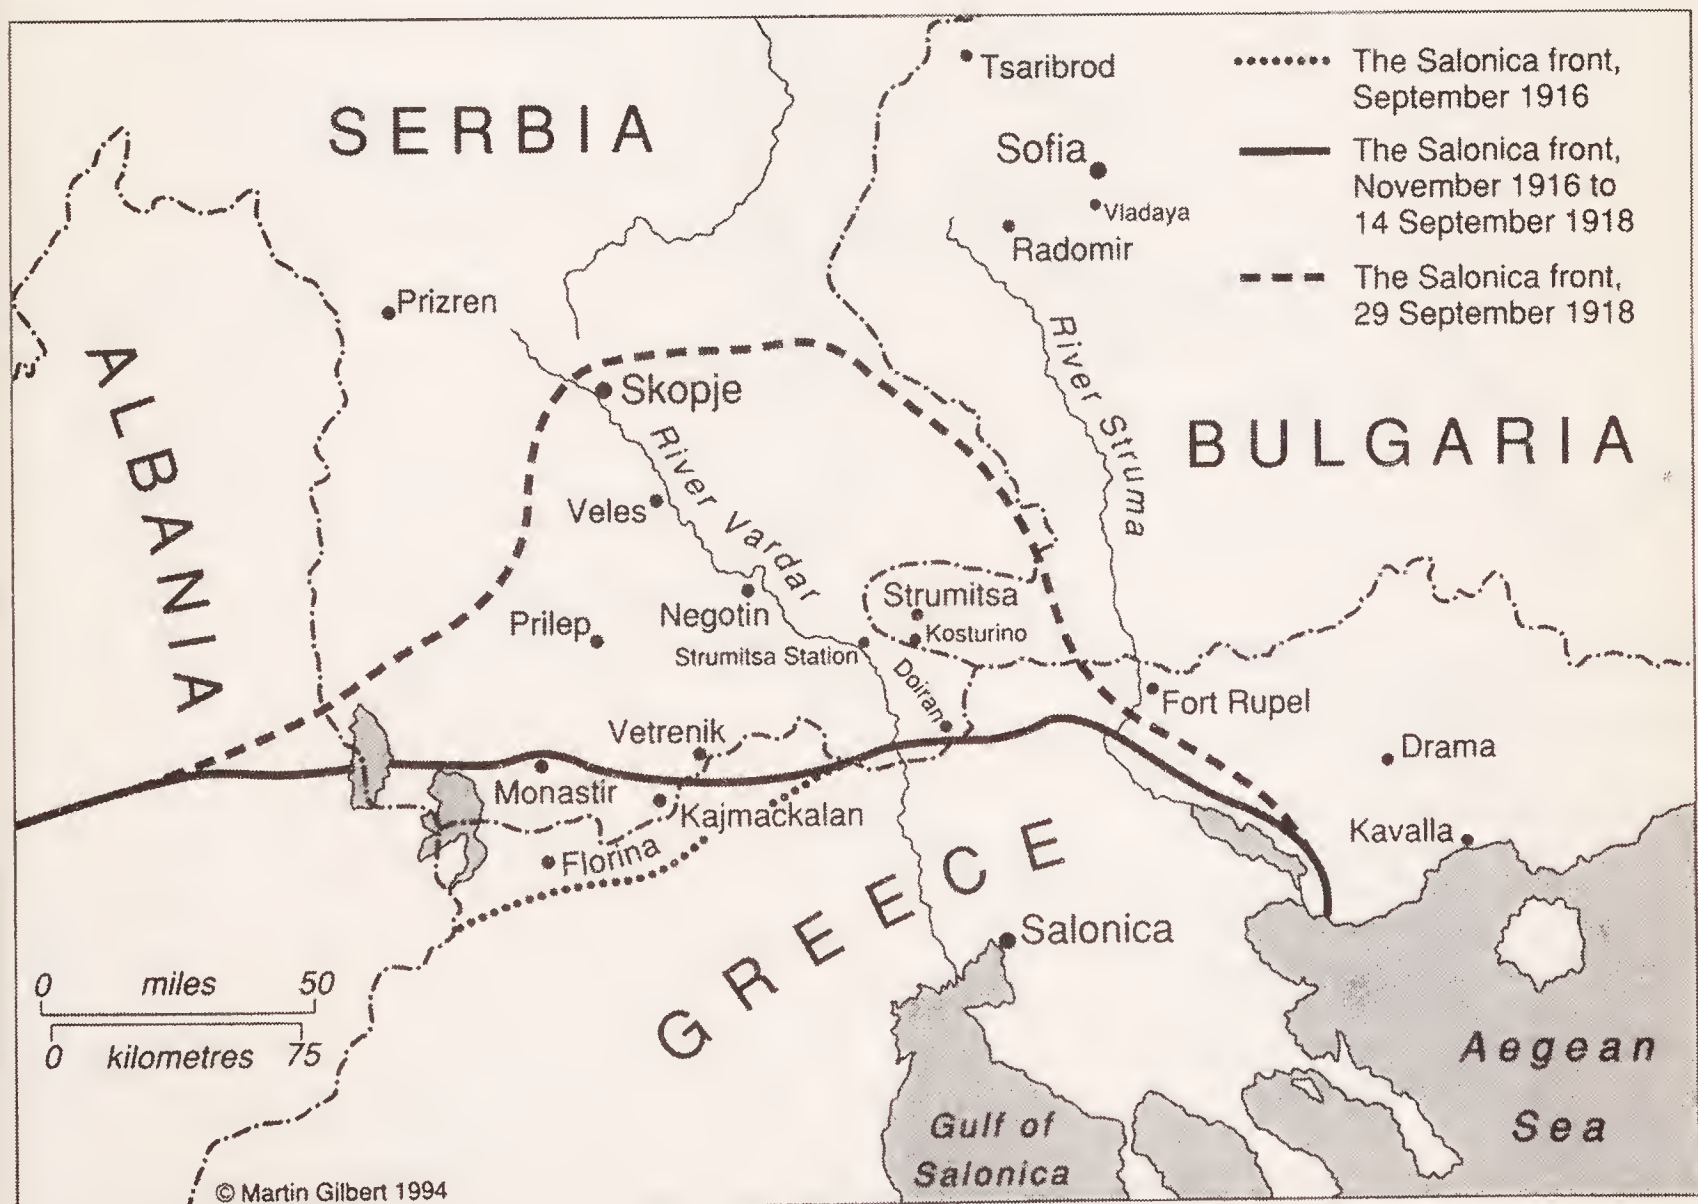 Tsaribrod
The Salonica front,
September 1916
SERBIA
Sofia
The Salonica front,
November 1916 to
14 September 1918
Vladaya
Radomir
The Salonica front,
29 September 1918
Prizren
ALBANIA
River Struma
Skopje
BULGARIA
River Vardar
Veles
Strumitsa
Negotin
Prilep
Kosturino
Strumitsa Station
Doiran
Fort Rupel
Vetrenik
Drama
Monastir
Kajmackalan
Kavalla
Florina
GREECE
Salonica
0 miles 50
0 kilometres 75
Aegean
Sea
Gulf of
Salonica
© Martin Gilbert 1994